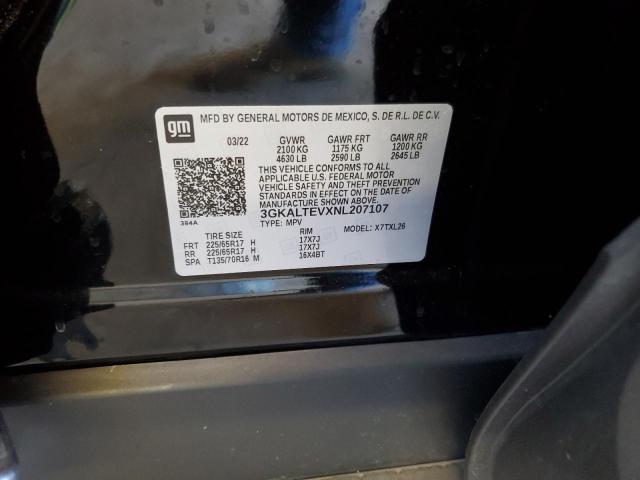 gm
MFD BY GENERAL MOTORS DE MEXICO, S. DE R.L. DE C.V.
03/22 GVWR GAWR FRT GAWR RR
2100 KG 1175 KG 1200 KG
4630 LB 2590 LB 2645 LB
THIS VEHICLE CONFORMS TO ALL
APPLICABLE U.S. FEDERAL MOTOR
VEHICLE SAFETY AND THEFT PREVENTION
STANDARDS IN EFFECT ON THE DATE OF
MANUFACTURE SHOWN ABOVE.
384A
3GKALTEVXNL207107
TYPE: MPV MODEL: X7TXL26
TIRE SIZE RIM
FRT 225/65R17 H 17X7J
RR 225/65R17 H 17X7J
SPA T135/70R16 M 16X4BT